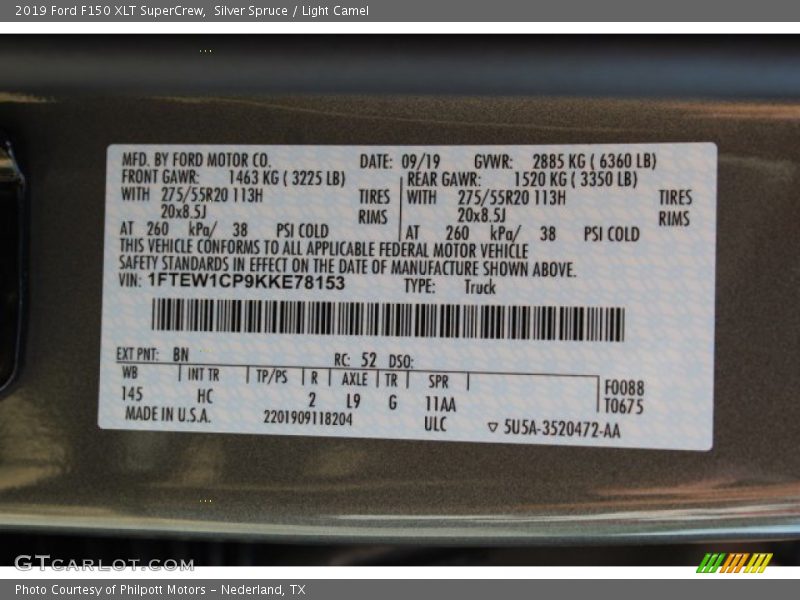 2019 Ford F150 XLT SuperCrew,  Silver Spruce / Light Camel
MFD. BY FORD MOTOR CO. DATE: 09/19 GVWR: 2885 KG ( 6360 LB)
FRONT GAWR: 1463 KG ( 3225 LB) REAR GAWR: 1520 KG ( 3350 LB)
WITH 275/55R20 113H TIRES WITH 275/55R20 113H TIRES
20x8.5J RIMS 20x8.5J RIMS
AT 260 kPa/ 38 PSI COLD AT 260 kPa/ 38 PSI COLD
THIS VEHICLE CONFORMS TO ALL APPLICABLE FEDERAL MOTOR VEHICLE
SAFETY STANDARDS IN EFFECT ON THE DATE OF MANUFACTURE SHOWN ABOVE.
VIN: 1FTEW1CP9KKE78153 TYPE: Truck
EXT PNT: BN RC: 52 DSO:
WB INT TR TP/PS R AXLE TR SPR F0088
145 HC 2 L9 G 11AA T0675
MADE IN U.S.A. 2201909118204 ULC ▽ 5U5A-3520472-AA
GTCARLOT.COM
Photo Courtesy of Philpott Motors - Nederland, TX